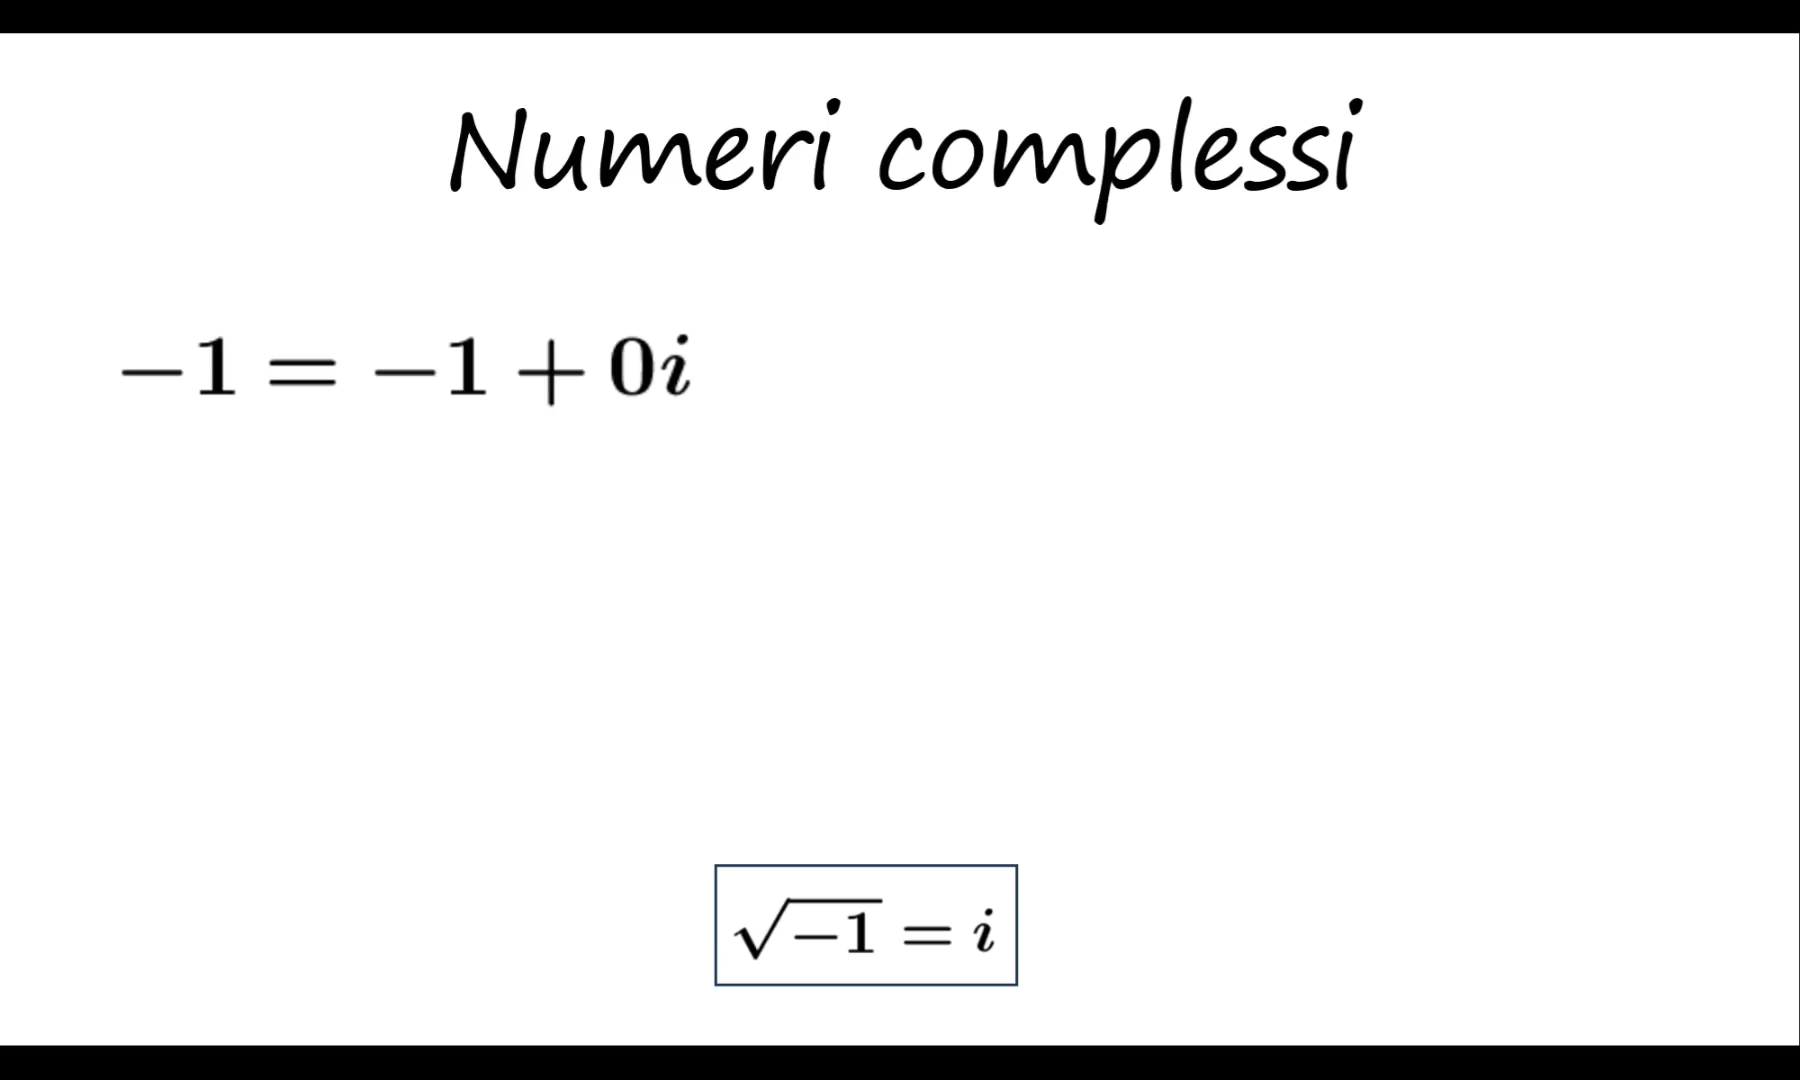 Numeri complessi
−1 = −1 + 0i
√−1 = i